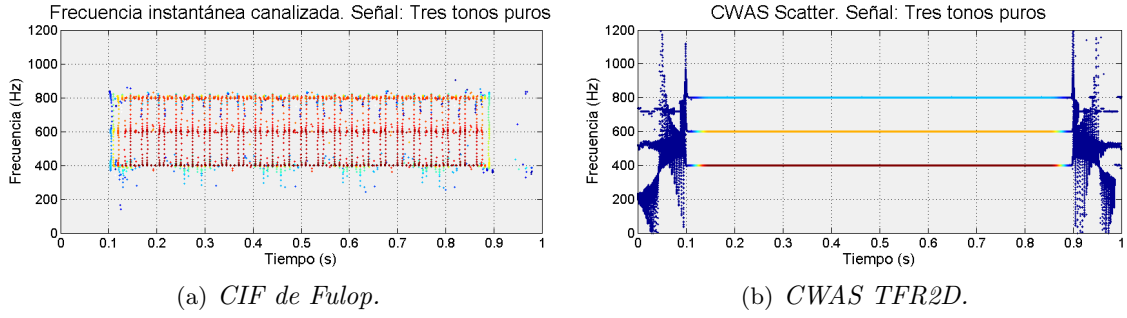 Frecuencia instantánea canalizada. Señal: Tres tonos puros
1200
1000
800
600
400
200
0
Frecuencia (Hz)
0 0.1 0.2 0.3 0.4 0.5 0.6 0.7 0.8 0.9 1
Tiempo (s)
(a) CIF de Fulop.
CWAS Scatter. Señal: Tres tonos puros
1200
1000
800
600
400
200
0
Frecuencia (Hz)
0 0.1 0.2 0.3 0.4 0.5 0.6 0.7 0.8 0.9 1
Tiempo (s)
(b) CWAS TFR2D.